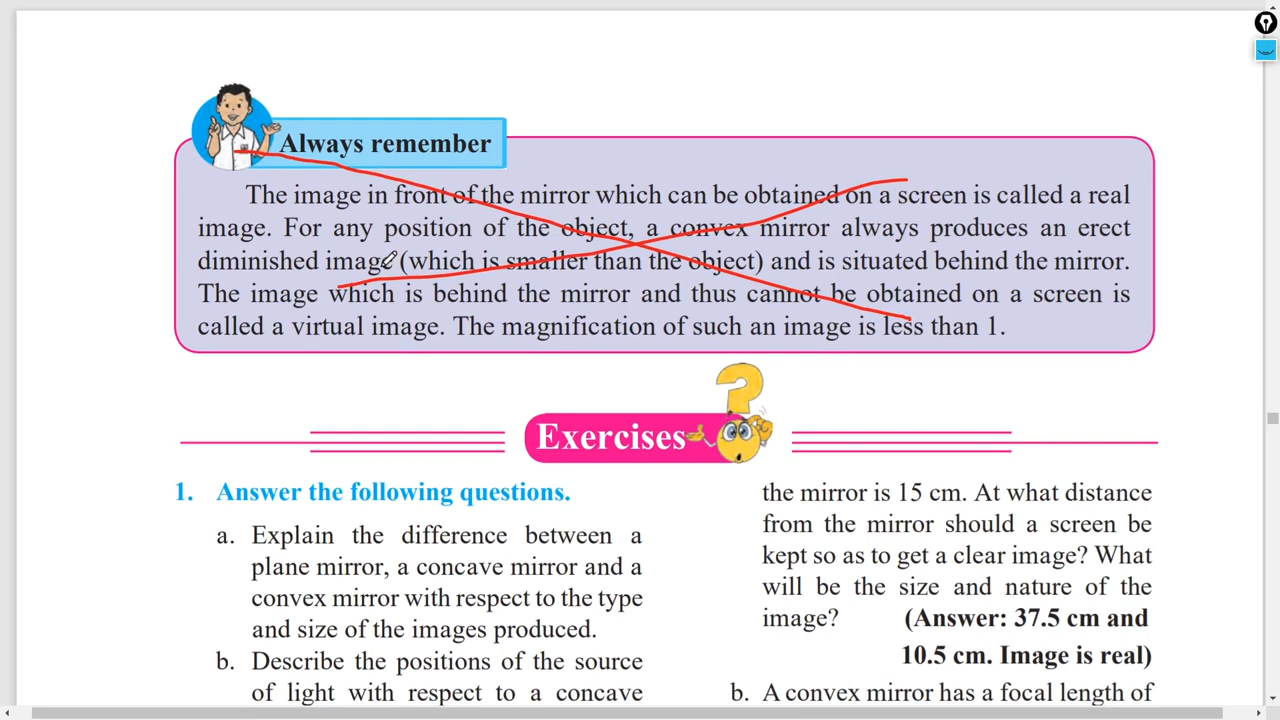 Always remember
The image in front of the mirror which can be obtained on a screen is called a real
image. For any position of the object, a convex mirror always produces an erect
diminished image (which is smaller than the object) and is situated behind the mirror.
The image which is behind the mirror and thus cannot be obtained on a screen is
called a virtual image. The magnification of such an image is less than 1.
Exercises
1. Answer the following questions.
a. Explain the difference between a
plane mirror, a concave mirror and a
convex mirror with respect to the type
and size of the images produced.
b. Describe the positions of the source
of light with respect to a concave
the mirror is 15 cm. At what distance
from the mirror should a screen be
kept so as to get a clear image? What
will be the size and nature of the
image? (Answer: 37.5 cm and
10.5 cm. Image is real)
b. A convex mirror has a focal length of